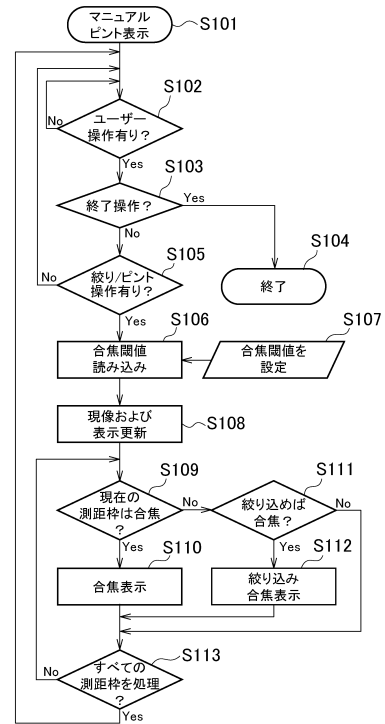 マニュアル
ピント表示
S101
S102
ユーザー
操作有り？
No
Yes
S103
終了操作？
Yes
No
S104
終了
S105
絞り/ピント
操作有り？
No
Yes
S106
合焦閾値
読み込み
S107
合焦閾値を
設定
現像および
表示更新
S108
S109
現在の
測距枠は合焦
？
No
Yes
S111
絞り込めば
合焦？
No
Yes
S110
合焦表示
S112
絞り込み
合焦表示
S113
すべての
測距枠を処理
？
No
Yes